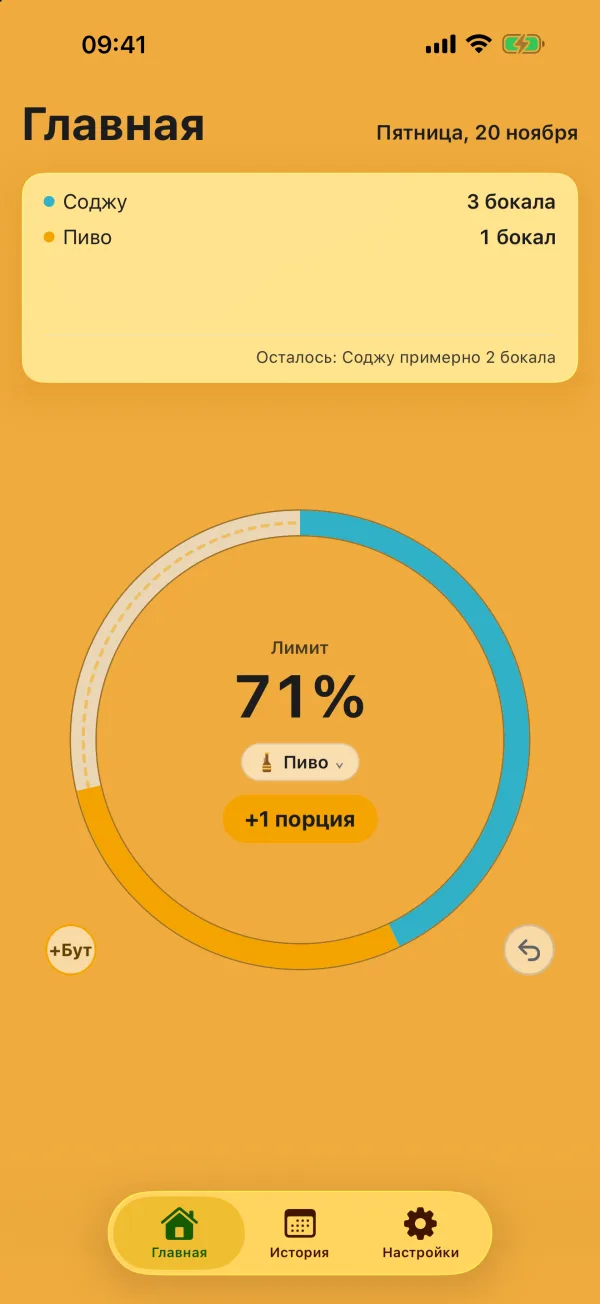 09:41
Главная
Пятница, 20 ноября
Соджу 3 бокала
Пиво 1 бокал
Осталось: Соджу примерно 2 бокала
Лимит
71%
Пиво
+1 порция
+Бут
Главная История Настройки